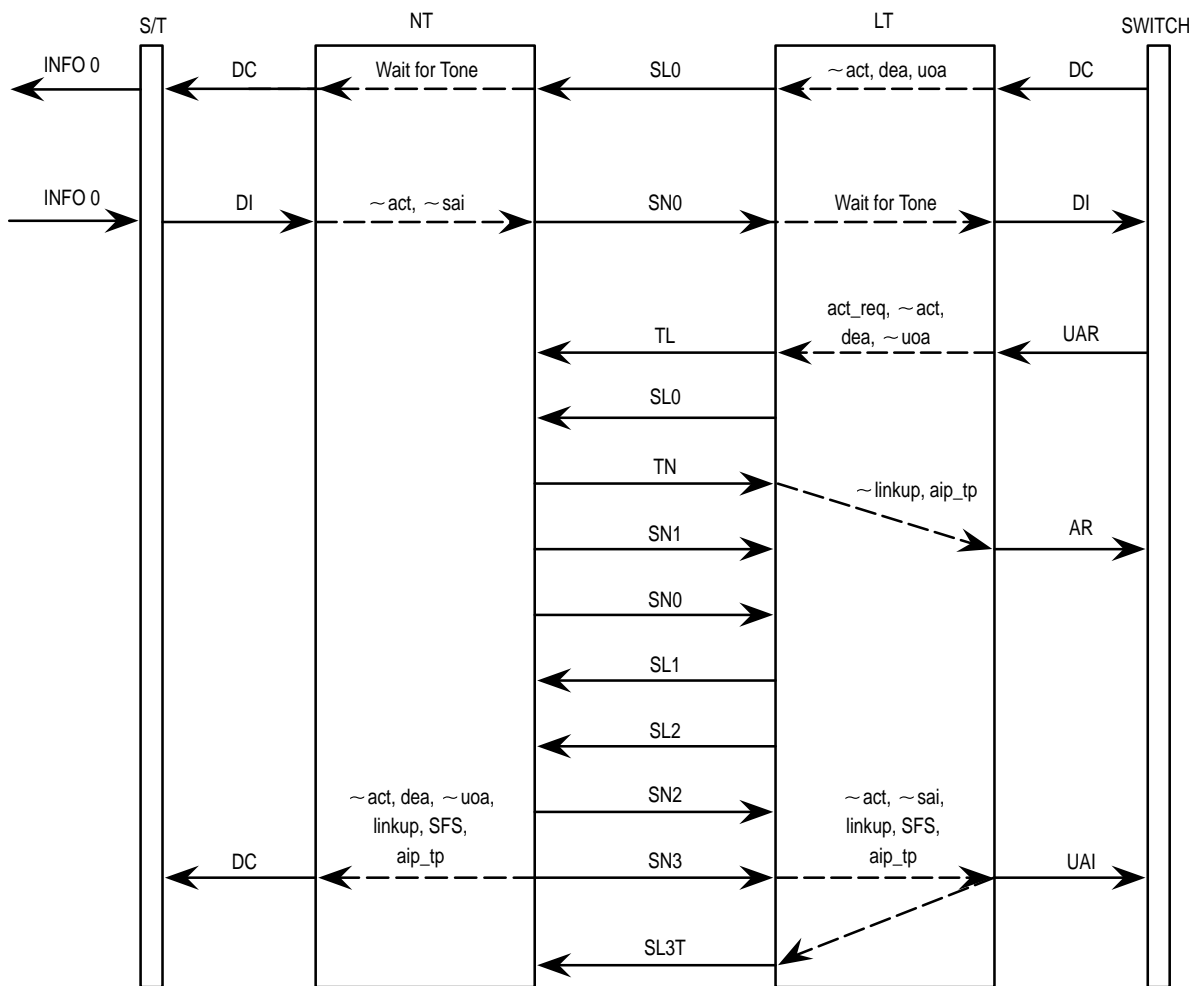 S/T NT LT SWITCH
INFO 0 DC Wait for Tone SL0 ~act, dea, uoa DC
INFO 0 DI ~act, ~sai SN0 Wait for Tone DI
act_req, ~act,
dea, ~uoa
TL UAR
SL0
TN
~linkup, aip_tp
SN1 AR
SN0
SL1
SL2
~act, dea, ~uoa,
linkup, SFS,
aip_tp
SN2
~act, ~sai,
linkup, SFS,
aip_tp
DC SN3 UAI
SL3T